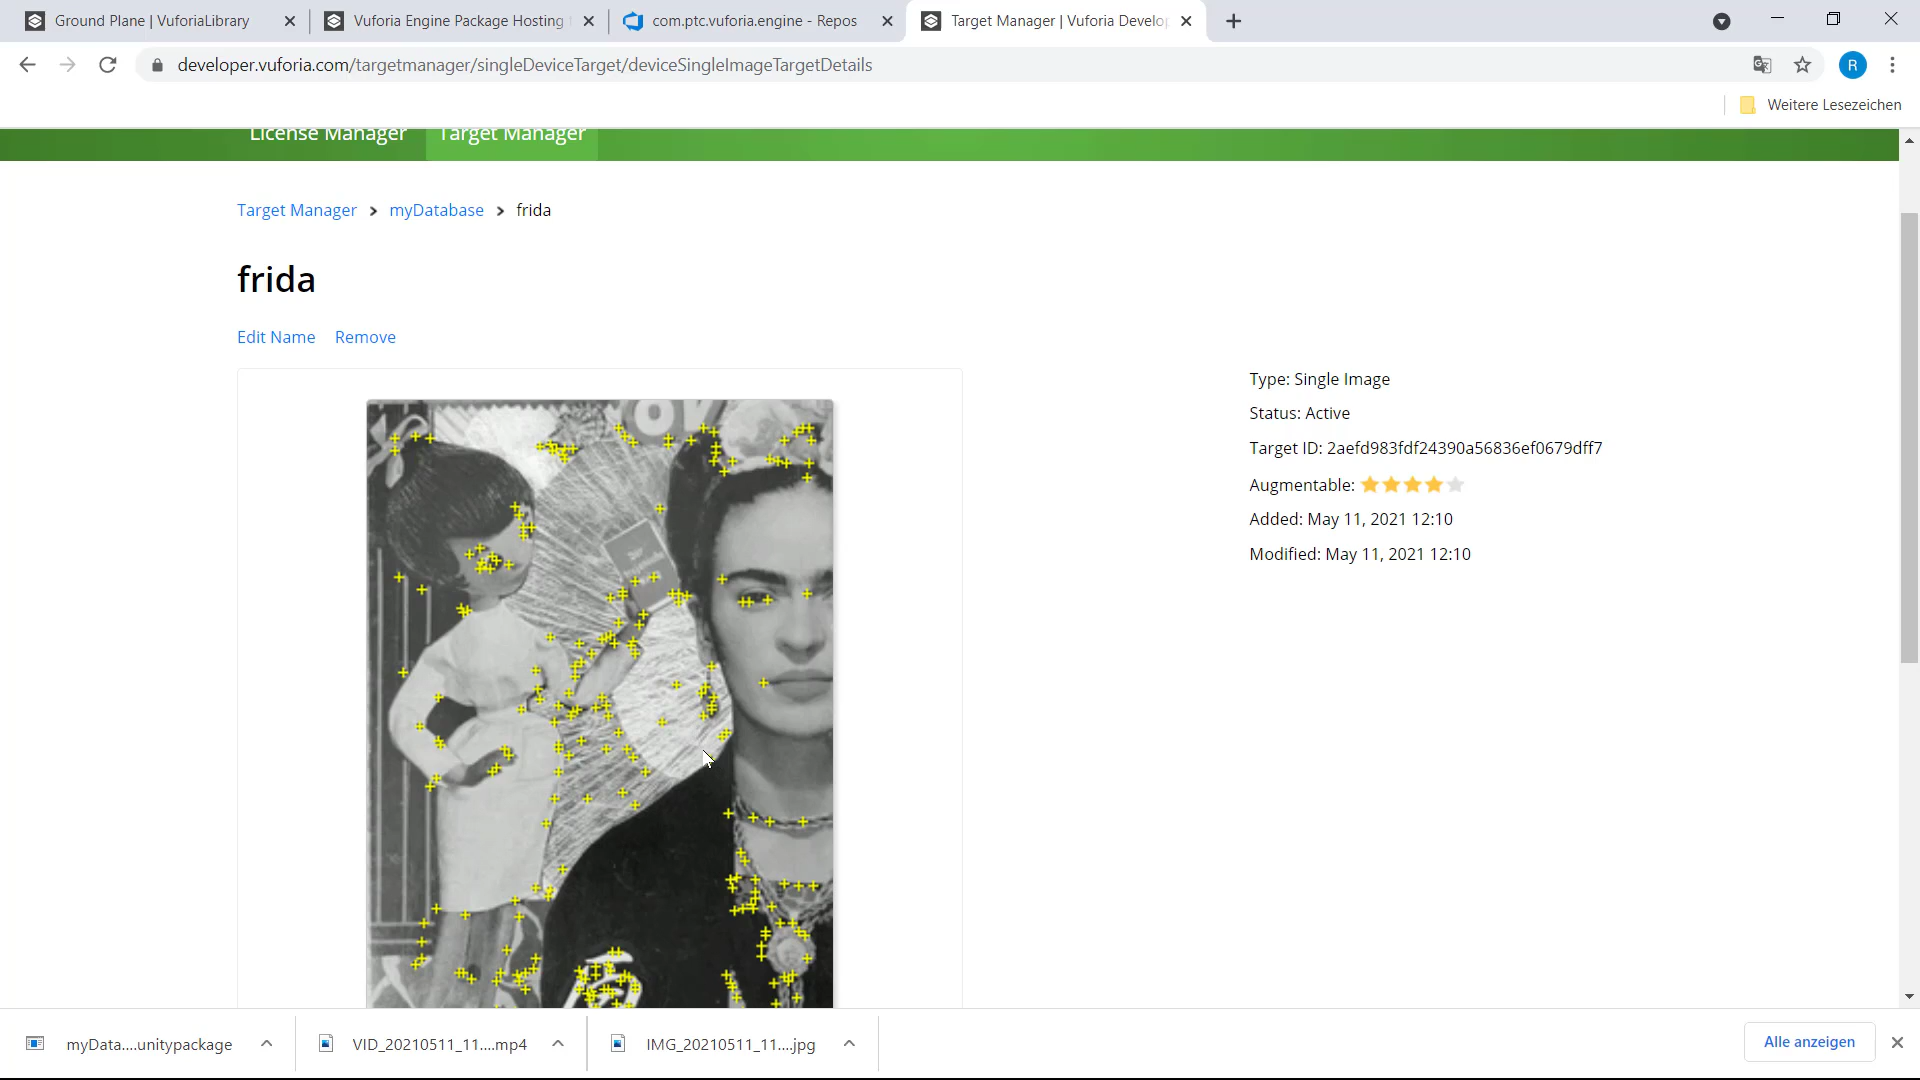 Ground Plane | VuforiaLibrary
Vuforia Engine Package Hosting
com.ptc.vuforia.engine - Repos
Target Manager | Vuforia Develo
developer.vuforia.com/targetmanager/singleDeviceTarget/deviceSingleImageTargetDetails
R
Weitere Lesezeichen
License Manager
Target Manager
Target Manager > myDatabase > frida
frida
Edit Name Remove
Type: Single Image
Status: Active
Target ID: 2aefd983fdf24390a56836ef0679dff7
Augmentable:
Added: May 11, 2021 12:10
Modified: May 11, 2021 12:10
myData....unitypackage
VID_20210511_11....mp4
IMG_20210511_11....jpg
Alle anzeigen